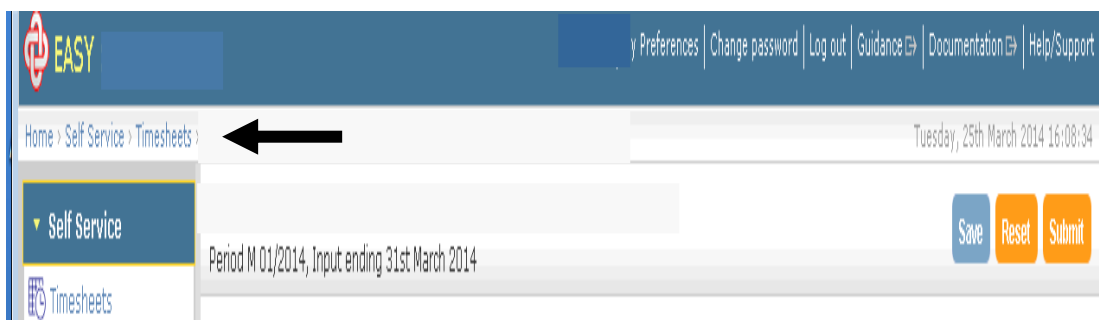 EASY
Preferences | Change password | Log out | Guidance | Documentation | Help/Support
Home › Self Service › Timesheets ›
Tuesday, 25th March 2014 16:08:34
Self Service
Save Reset Submit
Period M 01/2014, Input ending 31st March 2014
Timesheets